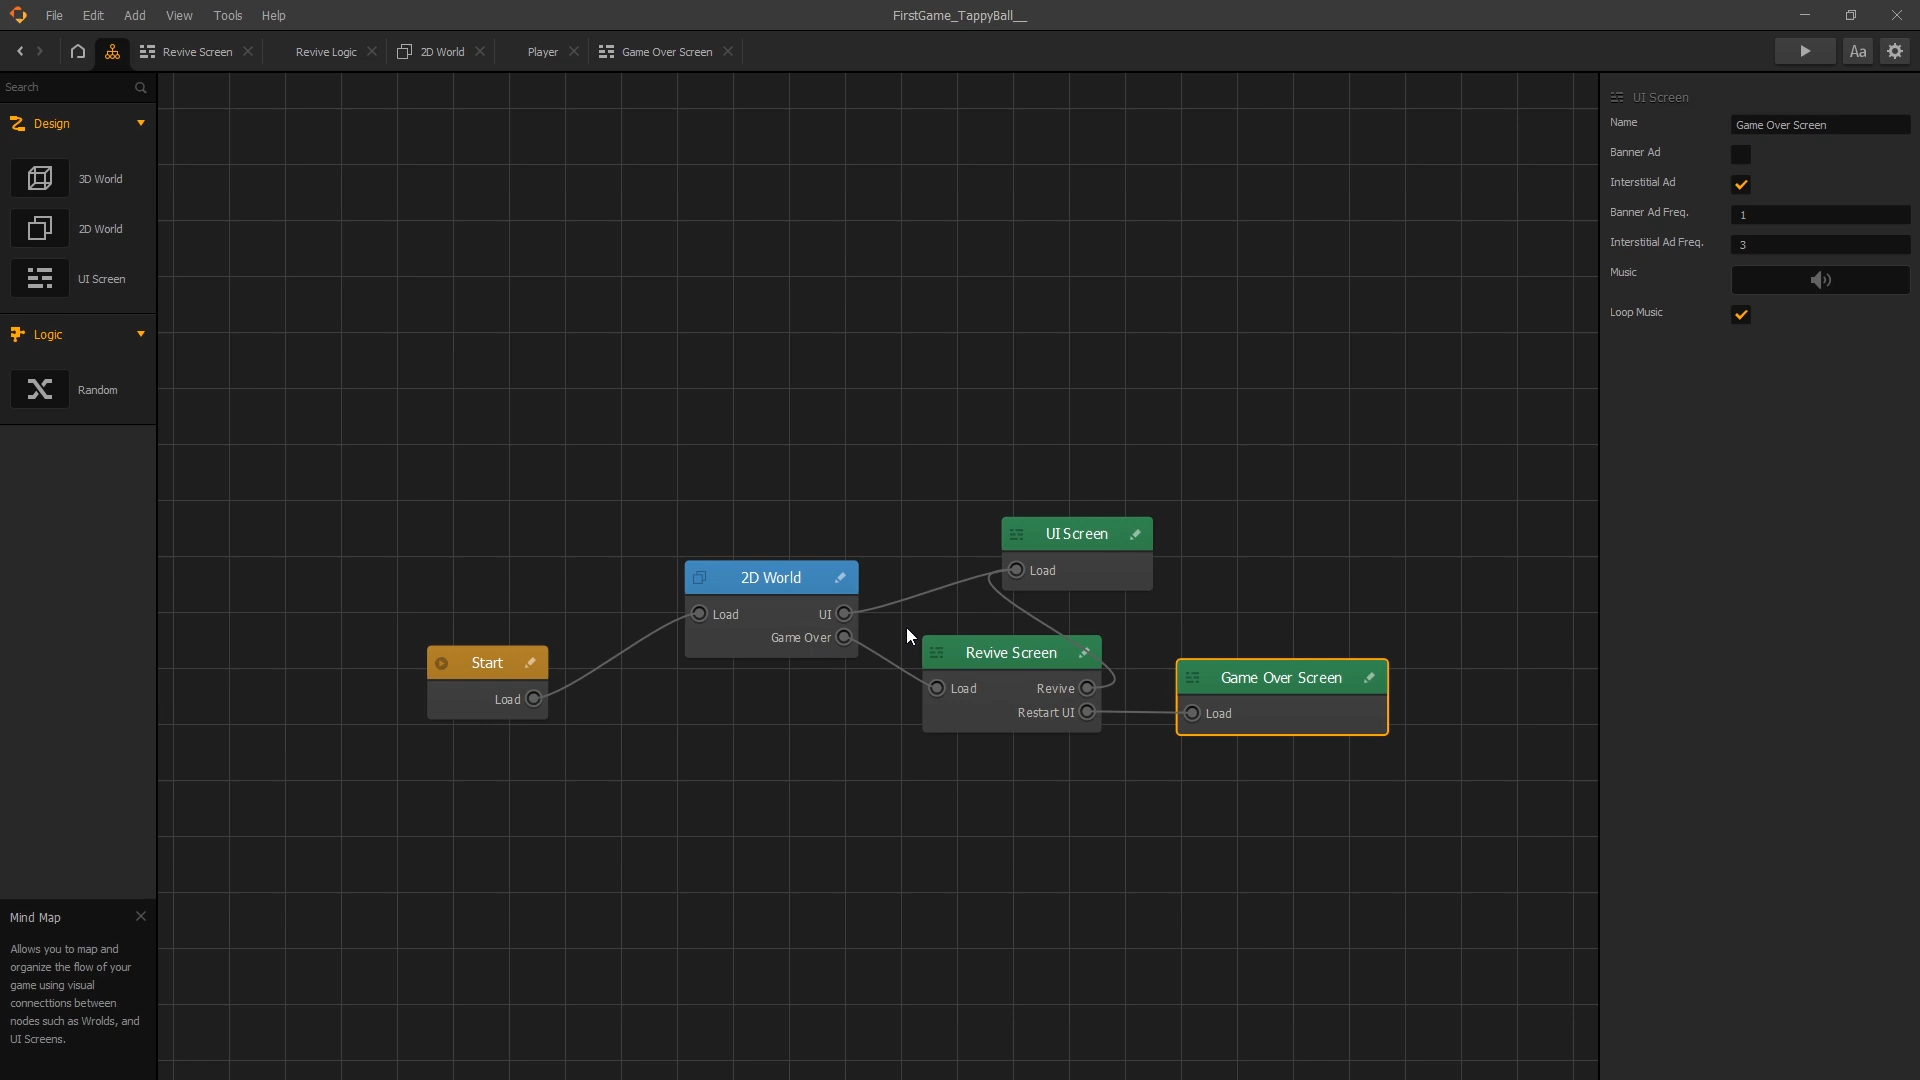 File Edit Add View Tools Help FirstGame_TappyBall__
Revive Screen Revive Logic 2D World Player Game Over Screen Aa
Search
Design
3D World
2D World
UI Screen
Logic
Random
Mind Map
Allows you to map and
organize the flow of your
game using visual
connecttions between
nodes such as Wrolds, and
UI Screens.
Start
Load
2D World
Load UI
Game Over
UI Screen
Load
Revive Screen
Load Revive
Restart UI
Game Over Screen
Load
UI Screen
Name Game Over Screen
Banner Ad
Interstitial Ad
Banner Ad Freq. 1
Interstitial Ad Freq. 3
Music
Loop Music